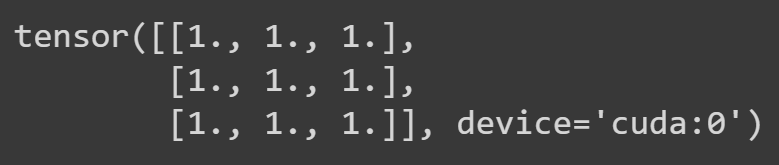 tensor([[1., 1., 1.],
        [1., 1., 1.],
        [1., 1., 1.]], device='cuda:0')